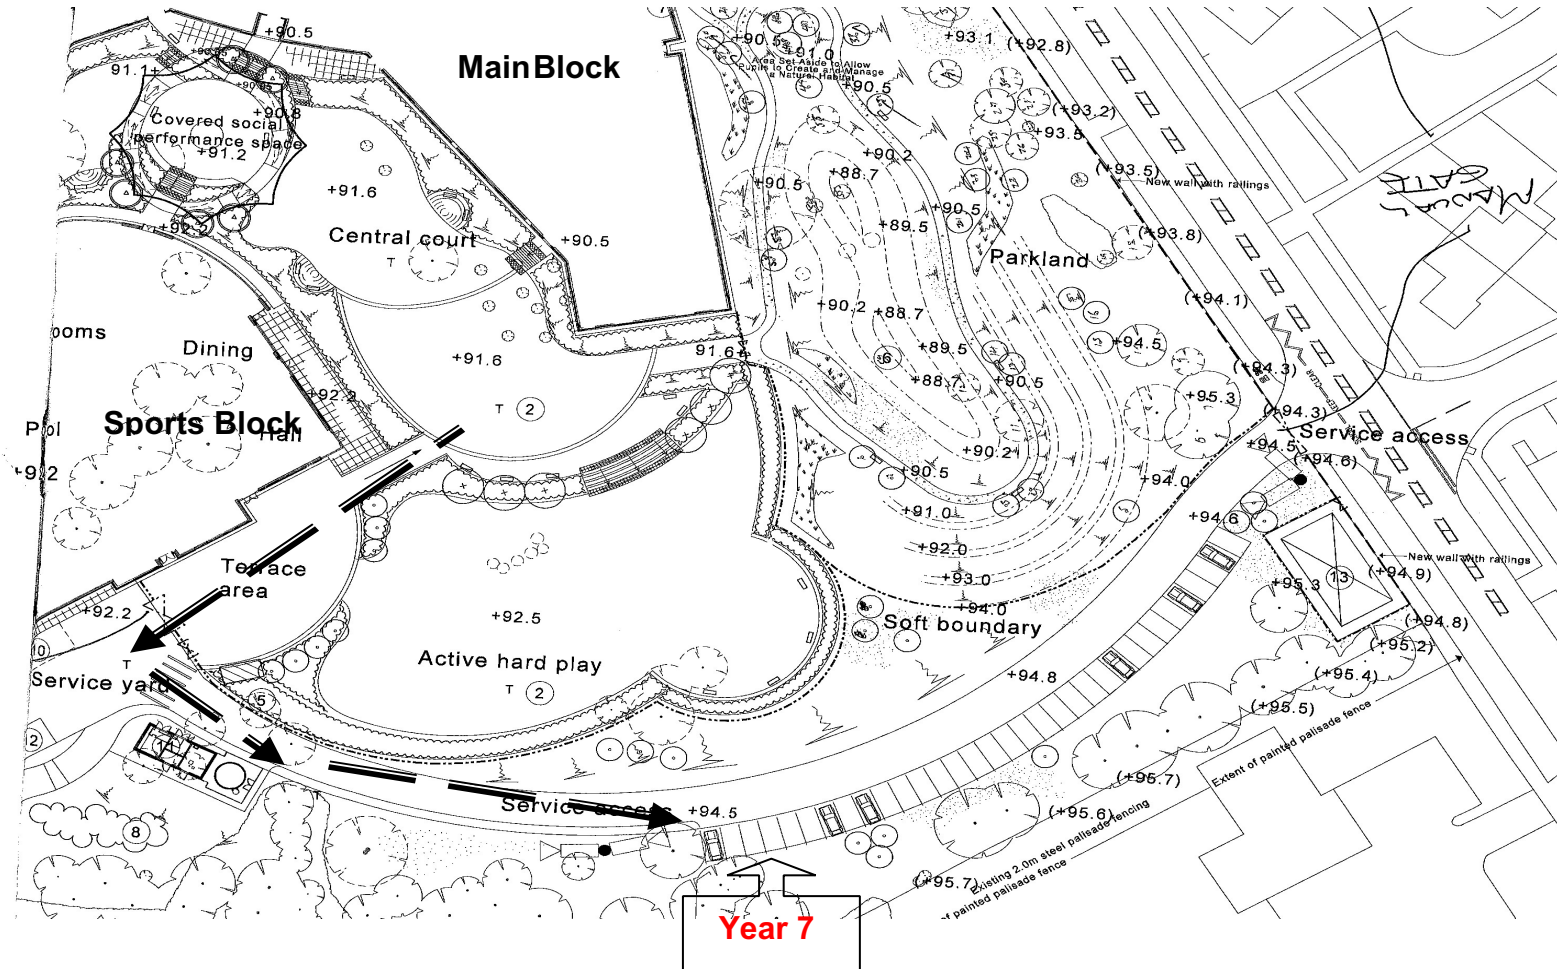 +90.5
Main Block
+90.5
+91.0
Area Set Aside to Allow
Pupils to Create and Manage
a Natural Habitat
+90.5
+93.1
(+92.8)
91.1+
+90.8
Covered social
performance space
+91.2
(+93.2)
+93.5
+90.2
+88.7
(+93.5)
New wall with railings
+91.6
+90.5
+90.5
+89.5
+92.2
Central court
T
+90.5
(+93.8)
Parkland
(+94.1)
+90.2
+88.7
ooms
Dining
+91.6
91.6+
+89.5
+94.5
(+94.3)
KEEP CLEAR
+88.7
+90.5
+95.3
+92.2
T
2
(+94.3)
Sports Block
Hall
Service access
+94.5
(+94.6)
+9.2
+90.2
+90.5
+94.0
+91.0
+94.6
+92.0
New wall with railings
Terrace
area
+93.0
+95.3
13
(+94.9)
+92.2
+92.5
+94.0
Soft boundary
(+94.8)
10
T
(+95.2)
Service yard
Active hard play
T
2
+94.8
(+95.4)
5
(+95.5)
2
11
(+95.7)
Extent of painted palisade fence
Service access
+94.5
(+95.6)
8
Existing 2.0m steel palisade fencing
(+95.7)
of painted palisade fence
Year 7